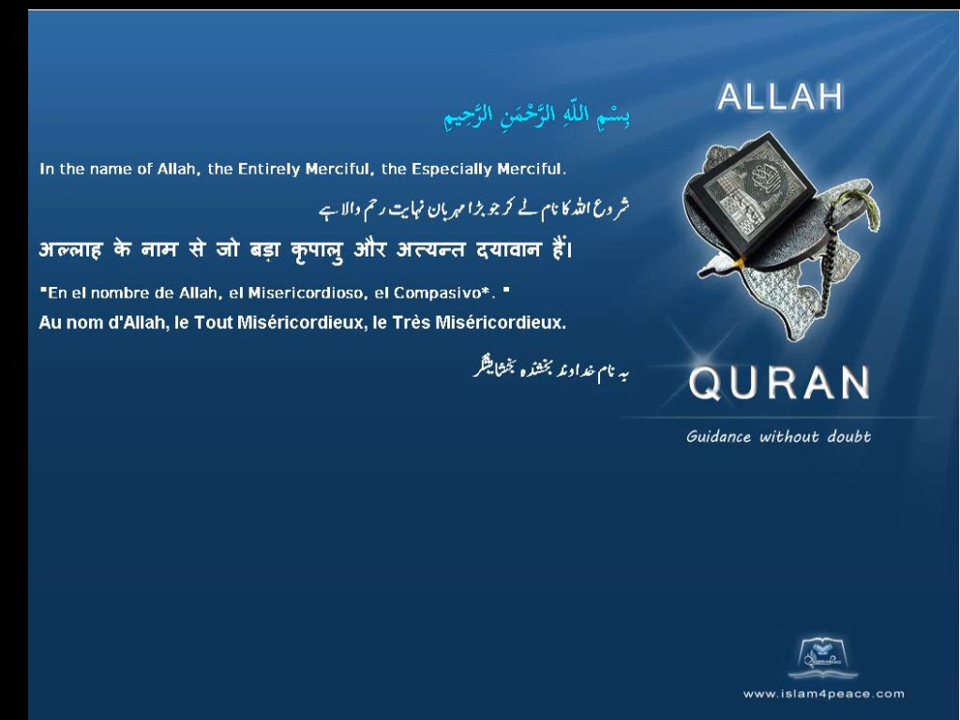 بِسْمِ اللّهِ الرَّحْمَنِ الرَّحِيمِ
In the name of Allah, the Entirely Merciful, the Especially Merciful.
شروع الله کا نام لے کر جو بڑا مہربان نہایت رحم والا ہے
अल्लाह के नाम से जो बड़ा कृपालु और अत्यन्त दयावान हैं।
"En el nombre de Allah, el Misericordioso, el Compasivo*. "
Au nom d'Allah, le Tout Miséricordieux, le Très Miséricordieux.
به نام خداوند بخشنده بخشایشگر
ALLAH
QURAN
Guidance without doubt
www.islam4peace.com